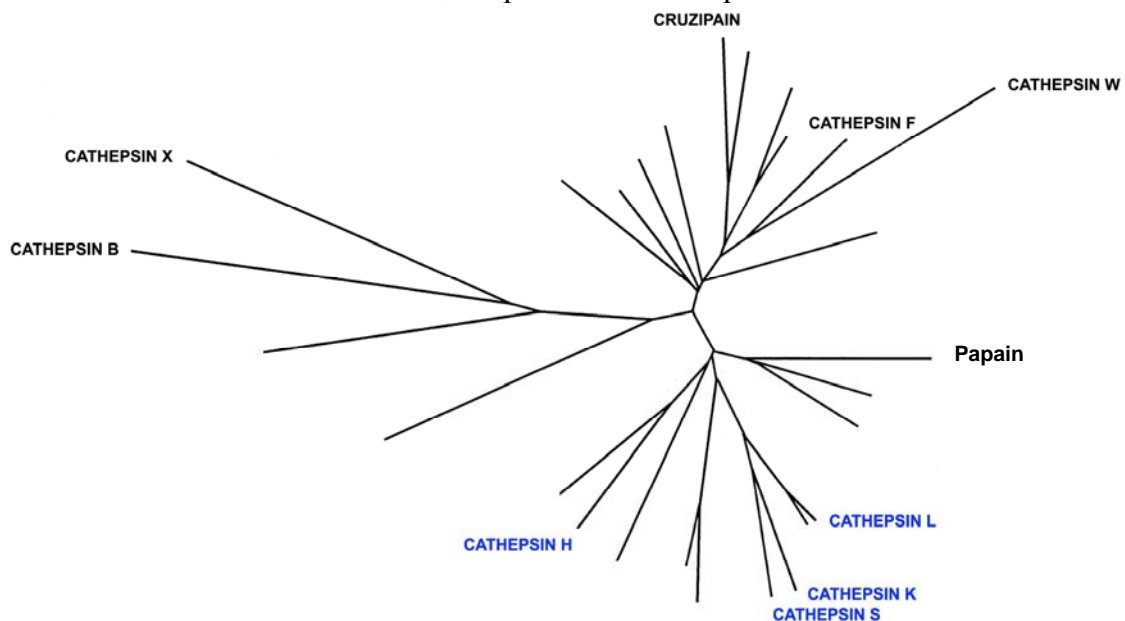 CRUZIPAIN
CATHEPSIN W
CATHEPSIN F
CATHEPSIN X
CATHEPSIN B
Papain
CATHEPSIN L
CATHEPSIN H
CATHEPSIN K
CATHEPSIN S